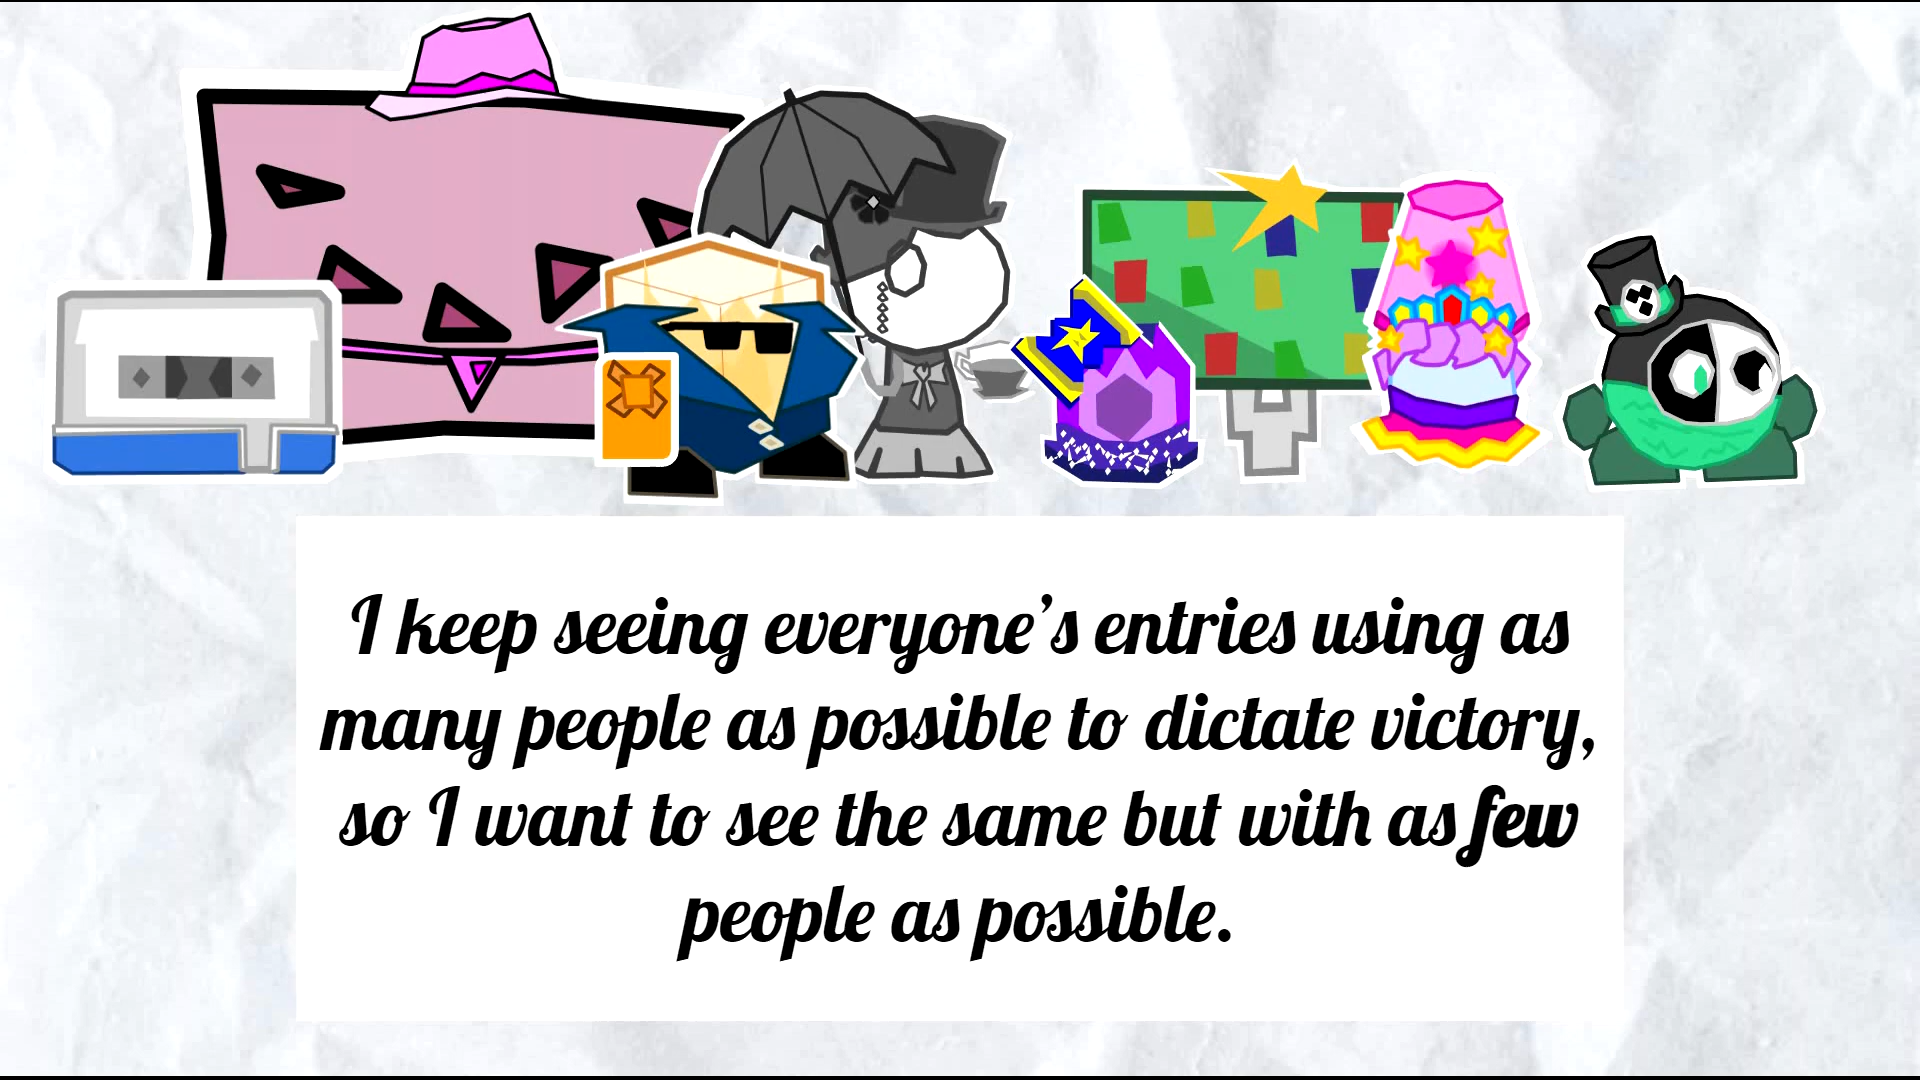 I keep seeing everyone’s entries using as
many people as possible to dictate victory,
so I want to see the same but with as few
people as possible.